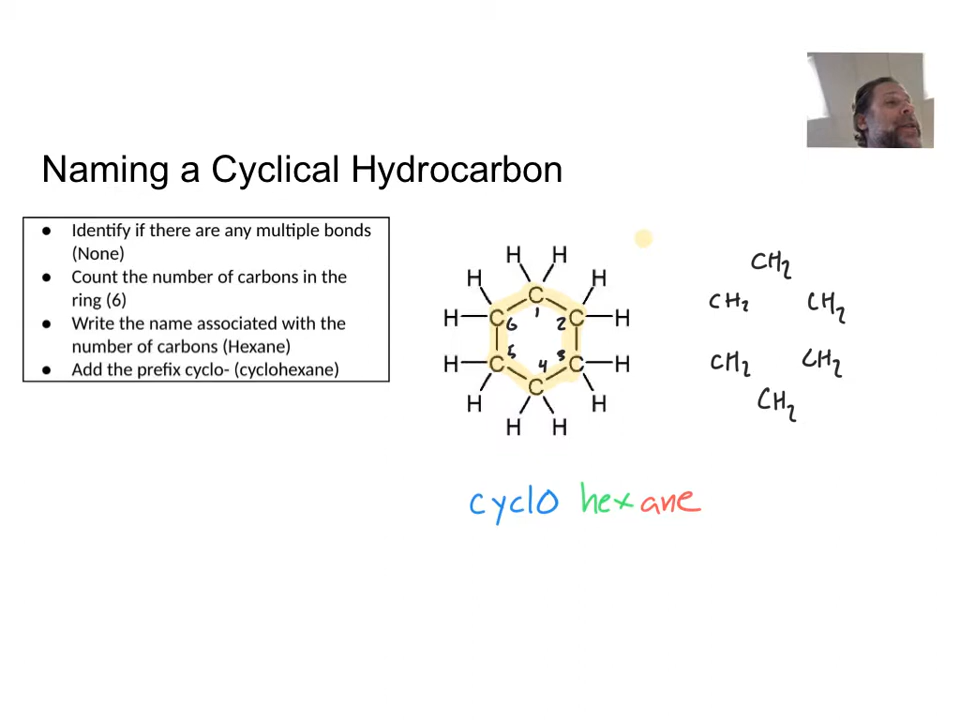 Naming a Cyclical Hydrocarbon
● Identify if there are any multiple bonds
(None)
● Count the number of carbons in the
ring (6)
● Write the name associated with the
number of carbons (Hexane)
● Add the prefix cyclo- (cyclohexane)
H H
H H
C
H C 6 1 2 C H
H C 5 4 3 C H
C
H H
H H
CH2
CH2 CH2
CH2 CH2
CH2
cyclo hexane